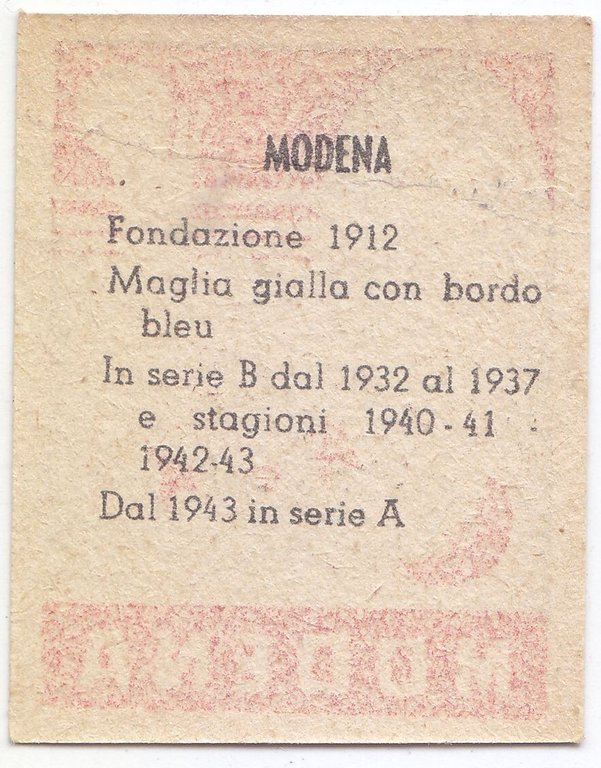 MODENA
Fondazione 1912
Maglia gialla con bordo
bleu
In serie B dal 1932 al 1937
e stagioni 1940-41 -
1942-43
Dal 1943 in serie A
MODENA